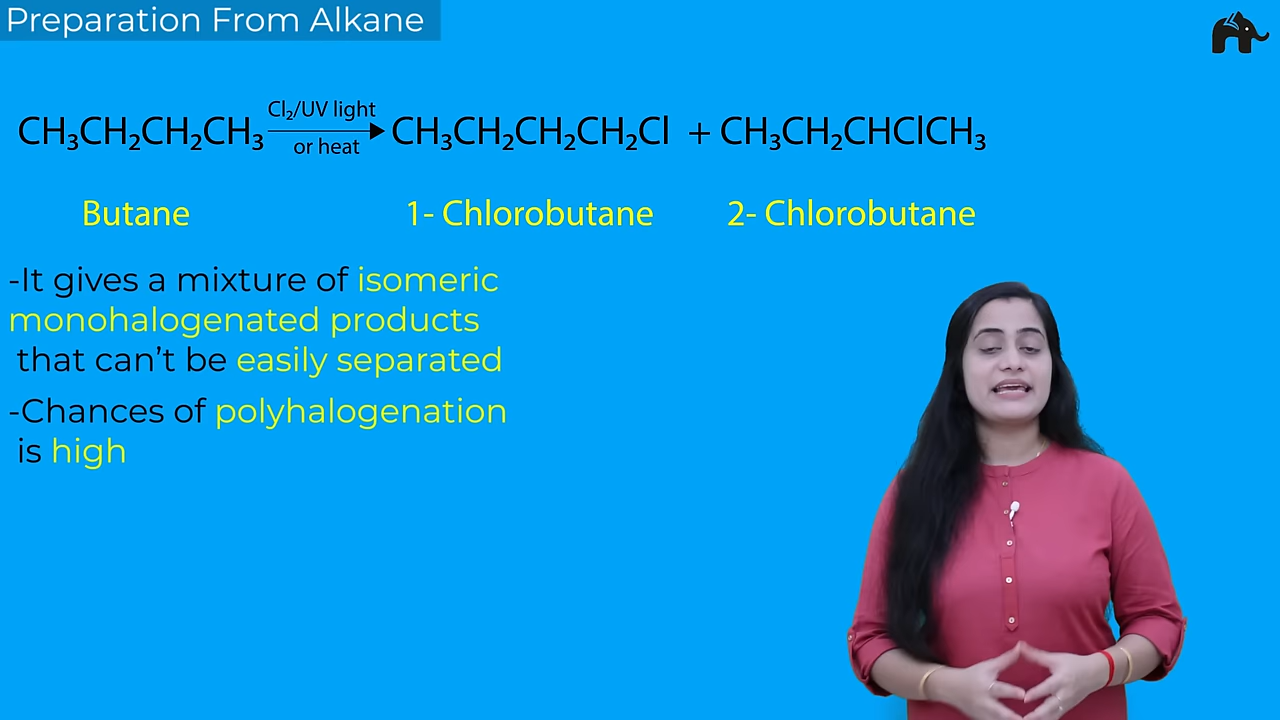 Preparation From Alkane
Cl₂/UV light
CH₃CH₂CH₂CH₃ → CH₃CH₂CH₂CH₂Cl + CH₃CH₂CHClCH₃
or heat
Butane 1- Chlorobutane 2- Chlorobutane
-It gives a mixture of isomeric
monohalogenated products
that can’t be easily separated
-Chances of polyhalogenation
is high